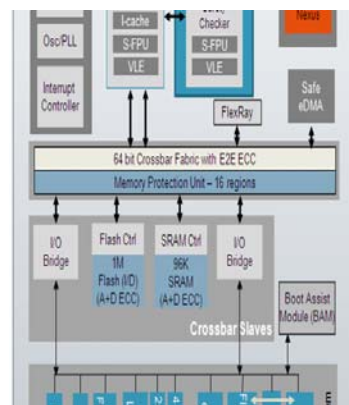 Nexus
I-cache
Checker
Osc/PLL
S-FPU
S-FPU
VLE
VLE
Interrupt
Controller
Safe
eDMA
FlexRay
64 bit Crossbar Fabric with E2E ECC
Memory Protection Unit – 16 regions
I/O
Bridge
Flash Ctrl
1M
Flash (I/D)
(A+D ECC)
SRAM Ctrl
96K
SRAM
(A+D ECC)
I/O
Bridge
Crossbar Slaves
Boot Assist
Module (BAM)